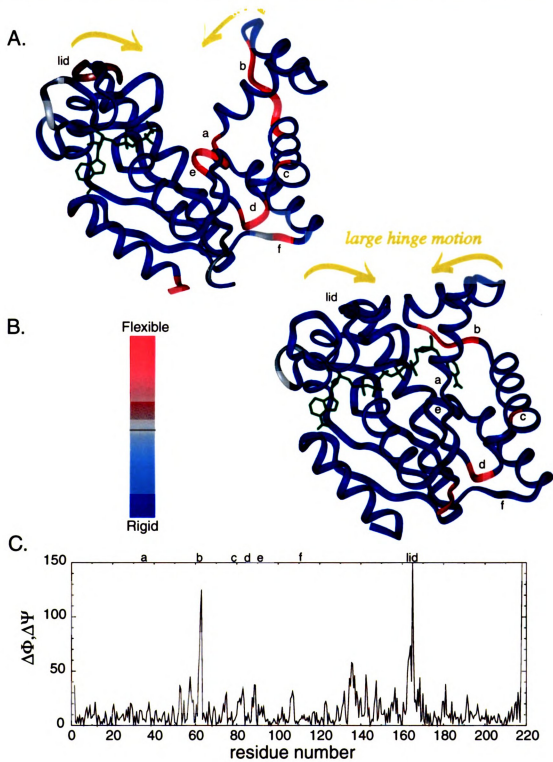 A.
lid
b
a
e
c
d
f
large hinge motion
lid
b
a
e
c
d
f
B.
Flexible
Rigid
C.
a b c d e f lid
150
100
50
0
ΔΦ,ΔΨ
0 20 40 60 80 100 120 140 160 180 200 220
residue number